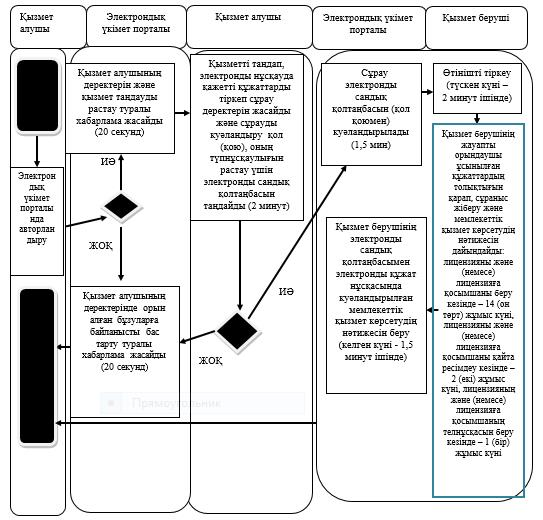 Қызмет
алушы
Электрондық
үкімет порталы
Қызмет алушы
Электрондық үкімет
порталы
Қызмет беруші
Электрон
дық
үкімет
порталы
нда
авторлан
дыру
Қызмет алушының
деректерін және
қызмет таңдауды
растау туралы
хабарлама жасайды
(20 секунд)
ИӘ
ЖОҚ
Қызмет алушының
деректерінде орын
алған бұзуларға
байланысты бас
тарту туралы
хабарлама жасайды
(20 секунд)
Қызметті таңдап,
электронды нұсқауда
қажетті құжаттарды
тіркеп сұрау
деректерін жасайды
және сұрауды
куәландыру қол
(қою), оның
түпнұсқаулығын
растау үшін
электронды сандық
қолтаңбасын
таңдайды (2 минут)
ИӘ
ЖОҚ
Сұрау
электронды
сандық
қолтаңбасын (қол
қоюмен)
куәландырылады
(1,5 мин)
Қызмет берушінің
электронды
сандық
қолтаңбасымен
электронды құжат
нұсқасында
куәландырылған
мемлекеттік
қызмет көрсетудің
нәтижесін беру
(келген күні - 1,5
минут ішінде)
Өтінішті тіркеу
(түскен күні –
2 минут ішінде)
Қызмет берушінің
жауапты
орындаушы
ұсынылған
құжаттардың
толықтығын
қарап, сұраныс
жіберу және
мемлекеттік
қызмет көрсетудің
нәтижесін
дайындайды:
лицензияны және
(немесе)
лицензияға
қосымшаны беру
кезінде – 14 (он
төрт) жұмыс күні,
лицензияны және
(немесе)
лицензияға
қосымшаны қайта
ресімдеу кезінде –
2 (екі) жұмыс
күні, лицензияның
және (немесе)
лицензияға
қосымшаның
телнұсқасын беру
кезінде – 1 (бір)
жұмыс күні
Прямоугольник